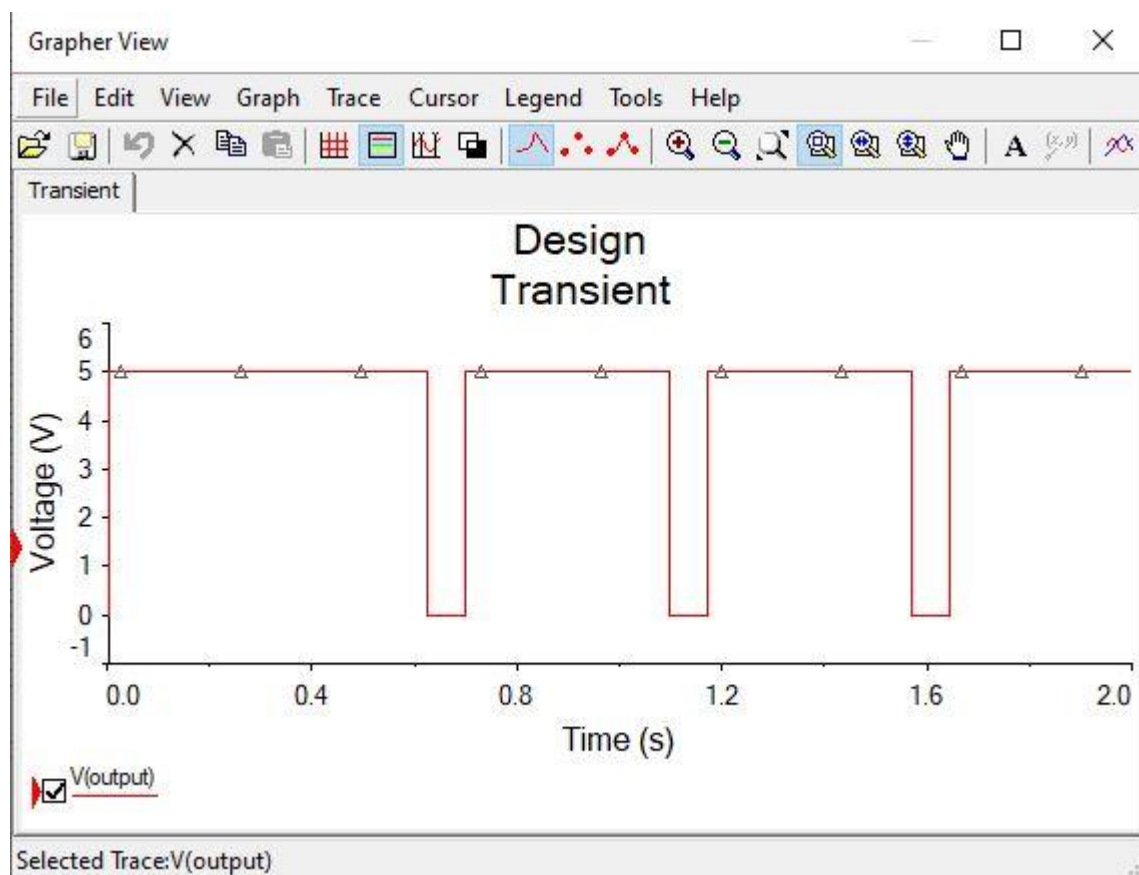 Grapher View
File Edit View Graph Trace Cursor Legend Tools Help
A (x,y)
Transient
Design
Transient
6
5
4
3
2
1
0
-1
Voltage (V)
0.0 0.4 0.8 1.2 1.6 2.0
Time (s)
V(output)
Selected Trace:V(output)